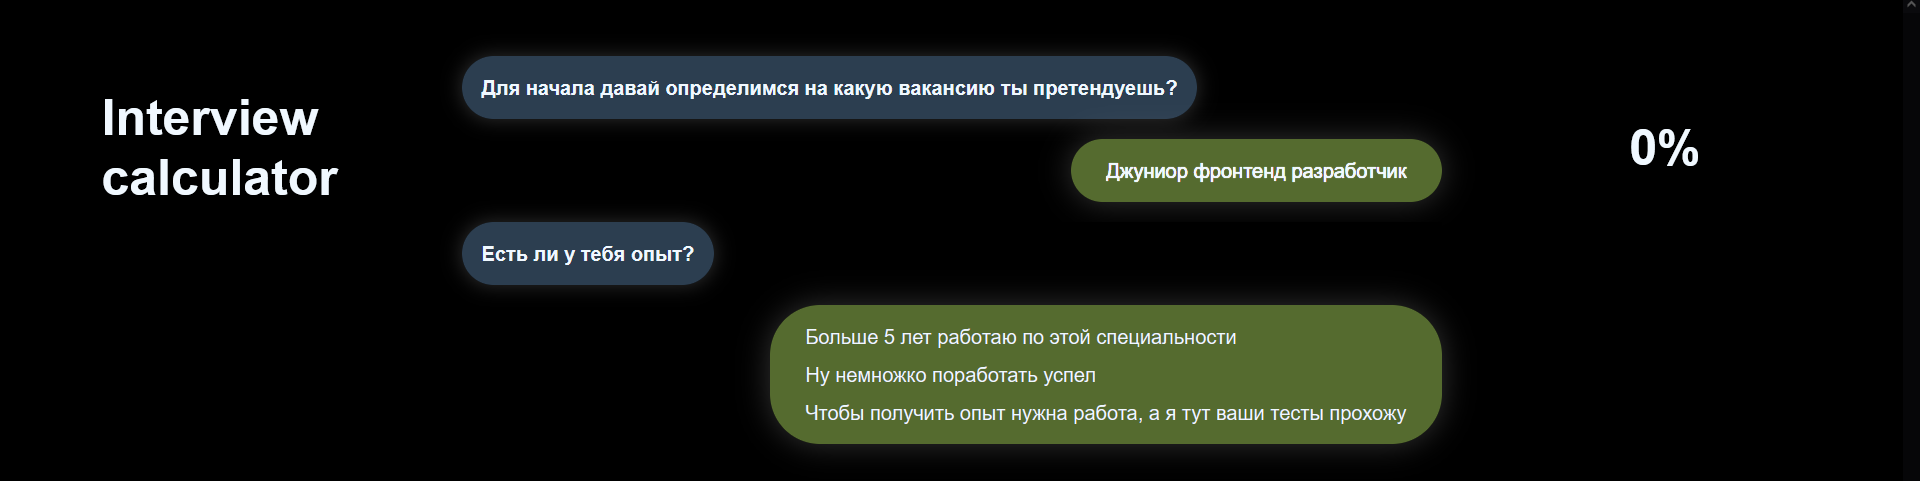 Interview
calculator
Для начала давай определимся на какую вакансию ты претендуешь?
Джуниор фронтенд разработчик
0%
Есть ли у тебя опыт?
Больше 5 лет работаю по этой специальности
Ну немножко поработать успел
Чтобы получить опыт нужна работа, а я тут ваши тесты прохожу